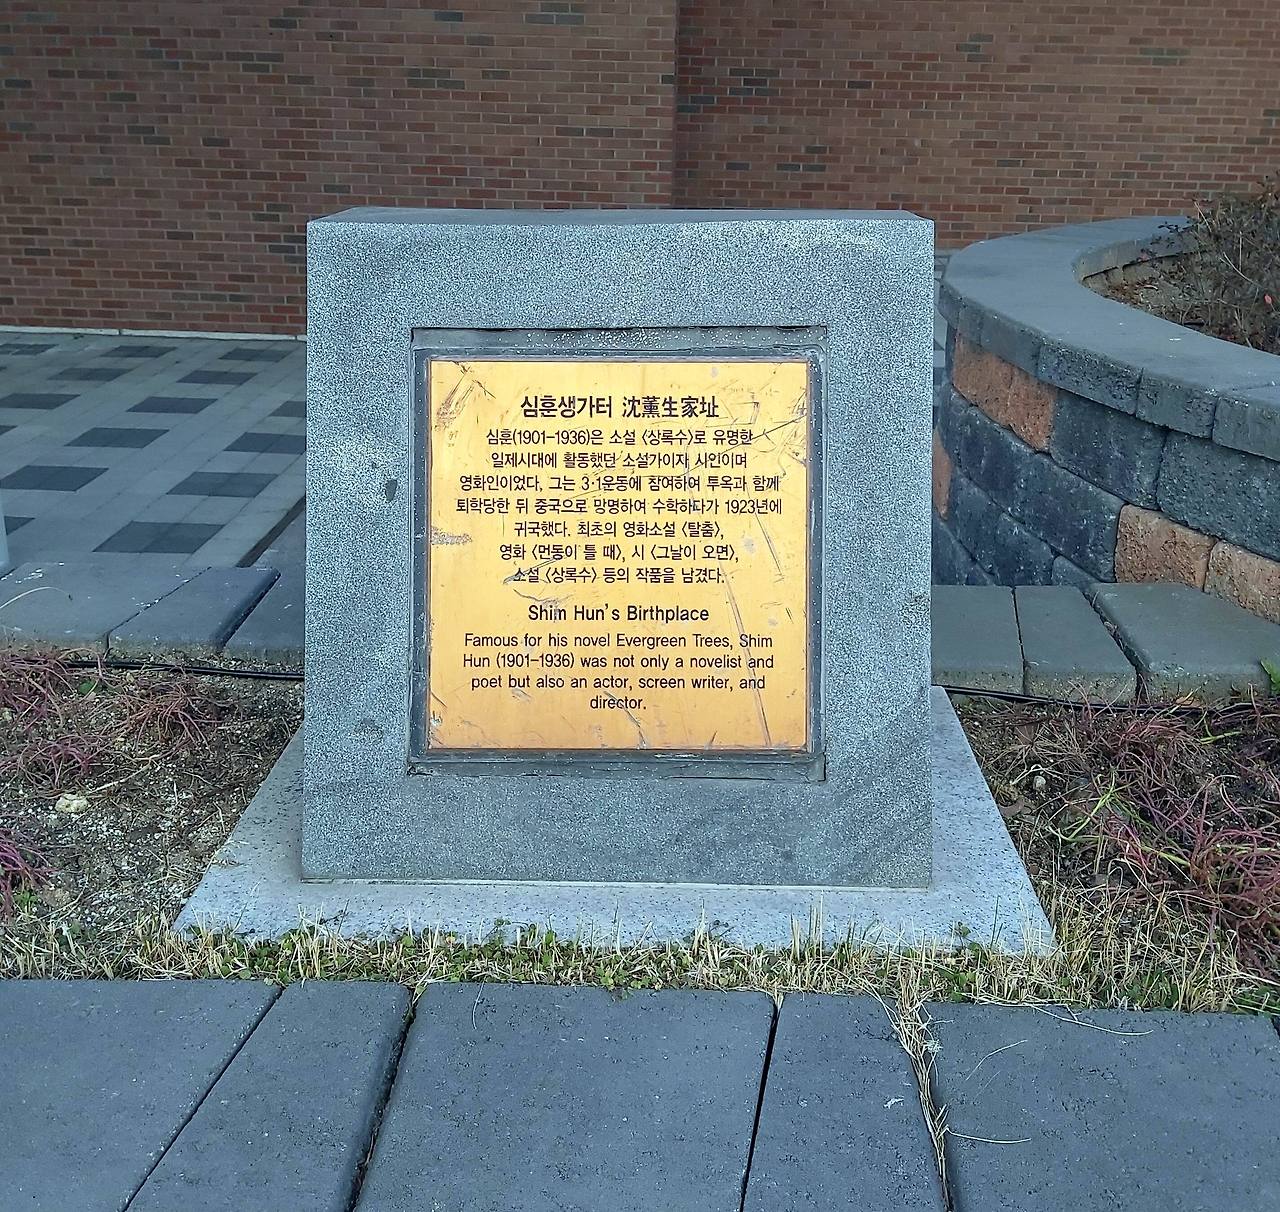 심훈생가터 沈薰生家址
심훈(1901-1936)은 소설 〈상록수〉로 유명한
일제시대에 활동했던 소설가이자 시인이며
영화인이었다. 그는 3·1운동에 참여하여 투옥과 함께
퇴학당한 뒤 중국으로 망명하여 수학하다가 1923년에
귀국했다. 최초의 영화소설 〈탈춤〉,
영화 〈먼동이 틀 때〉, 시 〈그날이 오면〉,
소설 〈상록수〉 등의 작품을 남겼다.
Shim Hun's Birthplace
Famous for his novel Evergreen Trees, Shim
Hun (1901-1936) was not only a novelist and
poet but also an actor, screen writer, and
director.